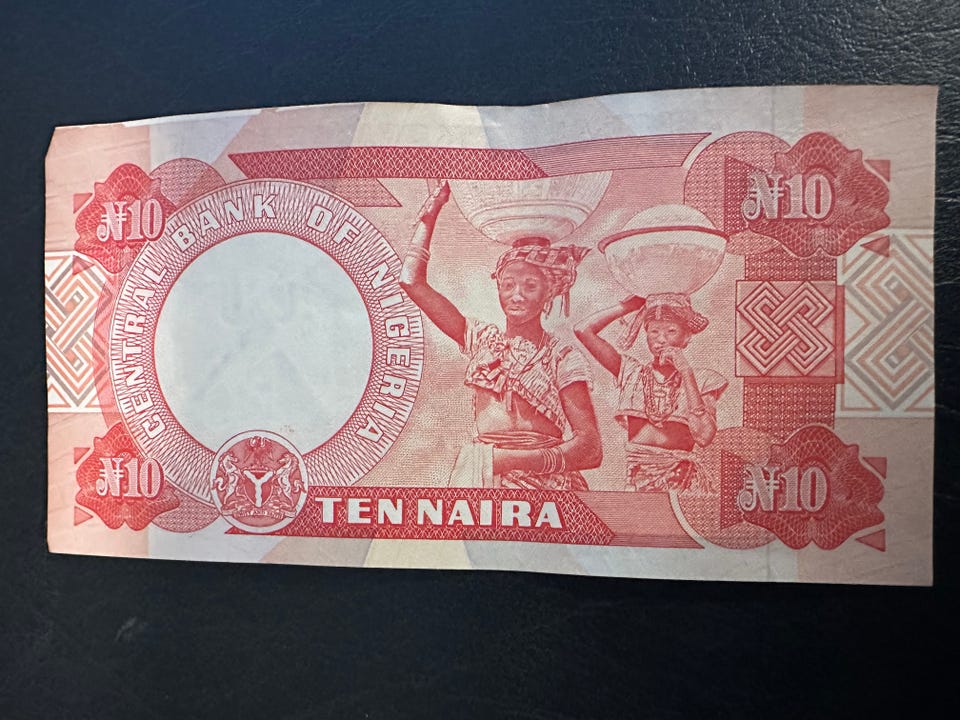 ₦10
CENTRAL BANK OF NIGERIA
₦10
₦10
TEN NAIRA
₦10